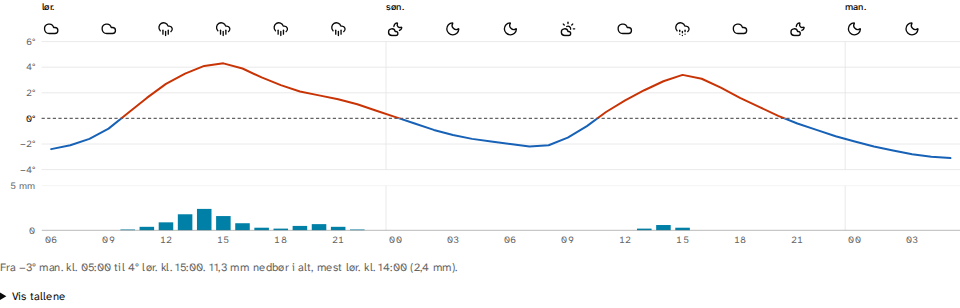 lør. søn. man.
6°
4°
2°
0°
−2°
−4°
5 mm
0
06 09 12 15 18 21 00 03 06 09 12 15 18 21 00 03
Fra −3° man. kl. 05:00 til 4° lør. kl. 15:00. 11,3 mm nedbør i alt, mest lør. kl. 14:00 (2,4 mm).
Vis tallene